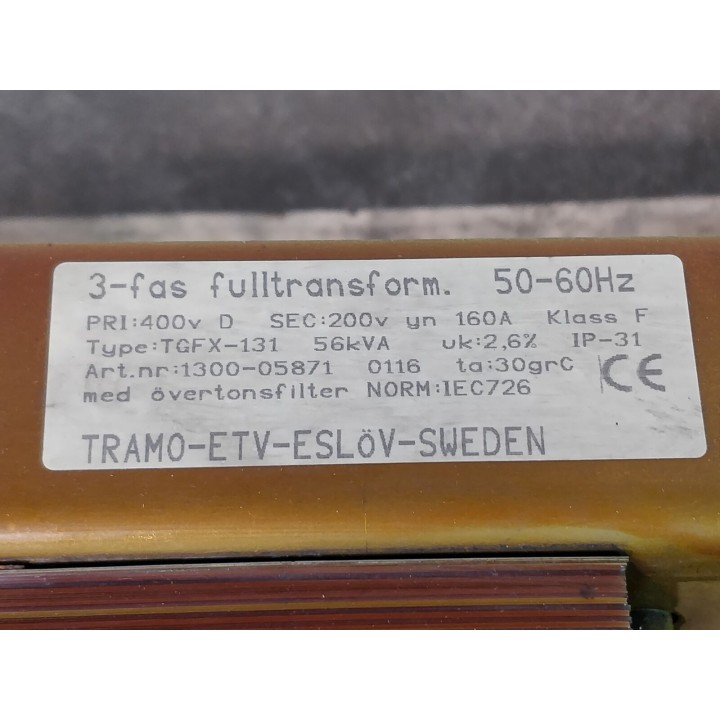 3-fas fulltransform. 50-60Hz
PRI:400v D SEC:200v yn 160A Klass F
Type:TGFX-131 56kVA uk:2,6% IP-31
Art.nr:1300-05871 0116 ta:30grC
med övertonsfilter NORM:IEC726
CE
TRAMO-ETV-ESLöV-SWEDEN